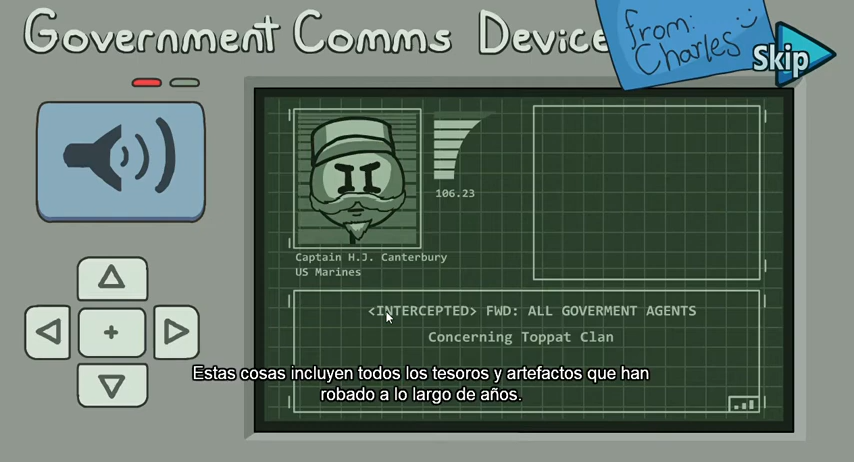 Government Comms Device
from:
Charles
Skip
106.23
Captain H.J. Canterbury
US Marines
<INTERCEPTED> FWD: ALL GOVERMENT AGENTS
Concerning Toppat Clan
Estas cosas incluyen todos los tesoros y artefactos que han
robado a lo largo de años.